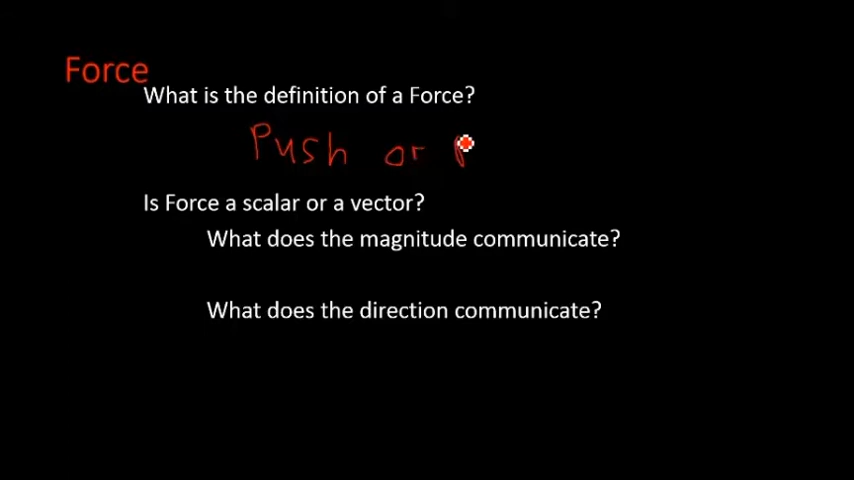 Force
What is the definition of a Force?
Push or
Is Force a scalar or a vector?
What does the magnitude communicate?
What does the direction communicate?